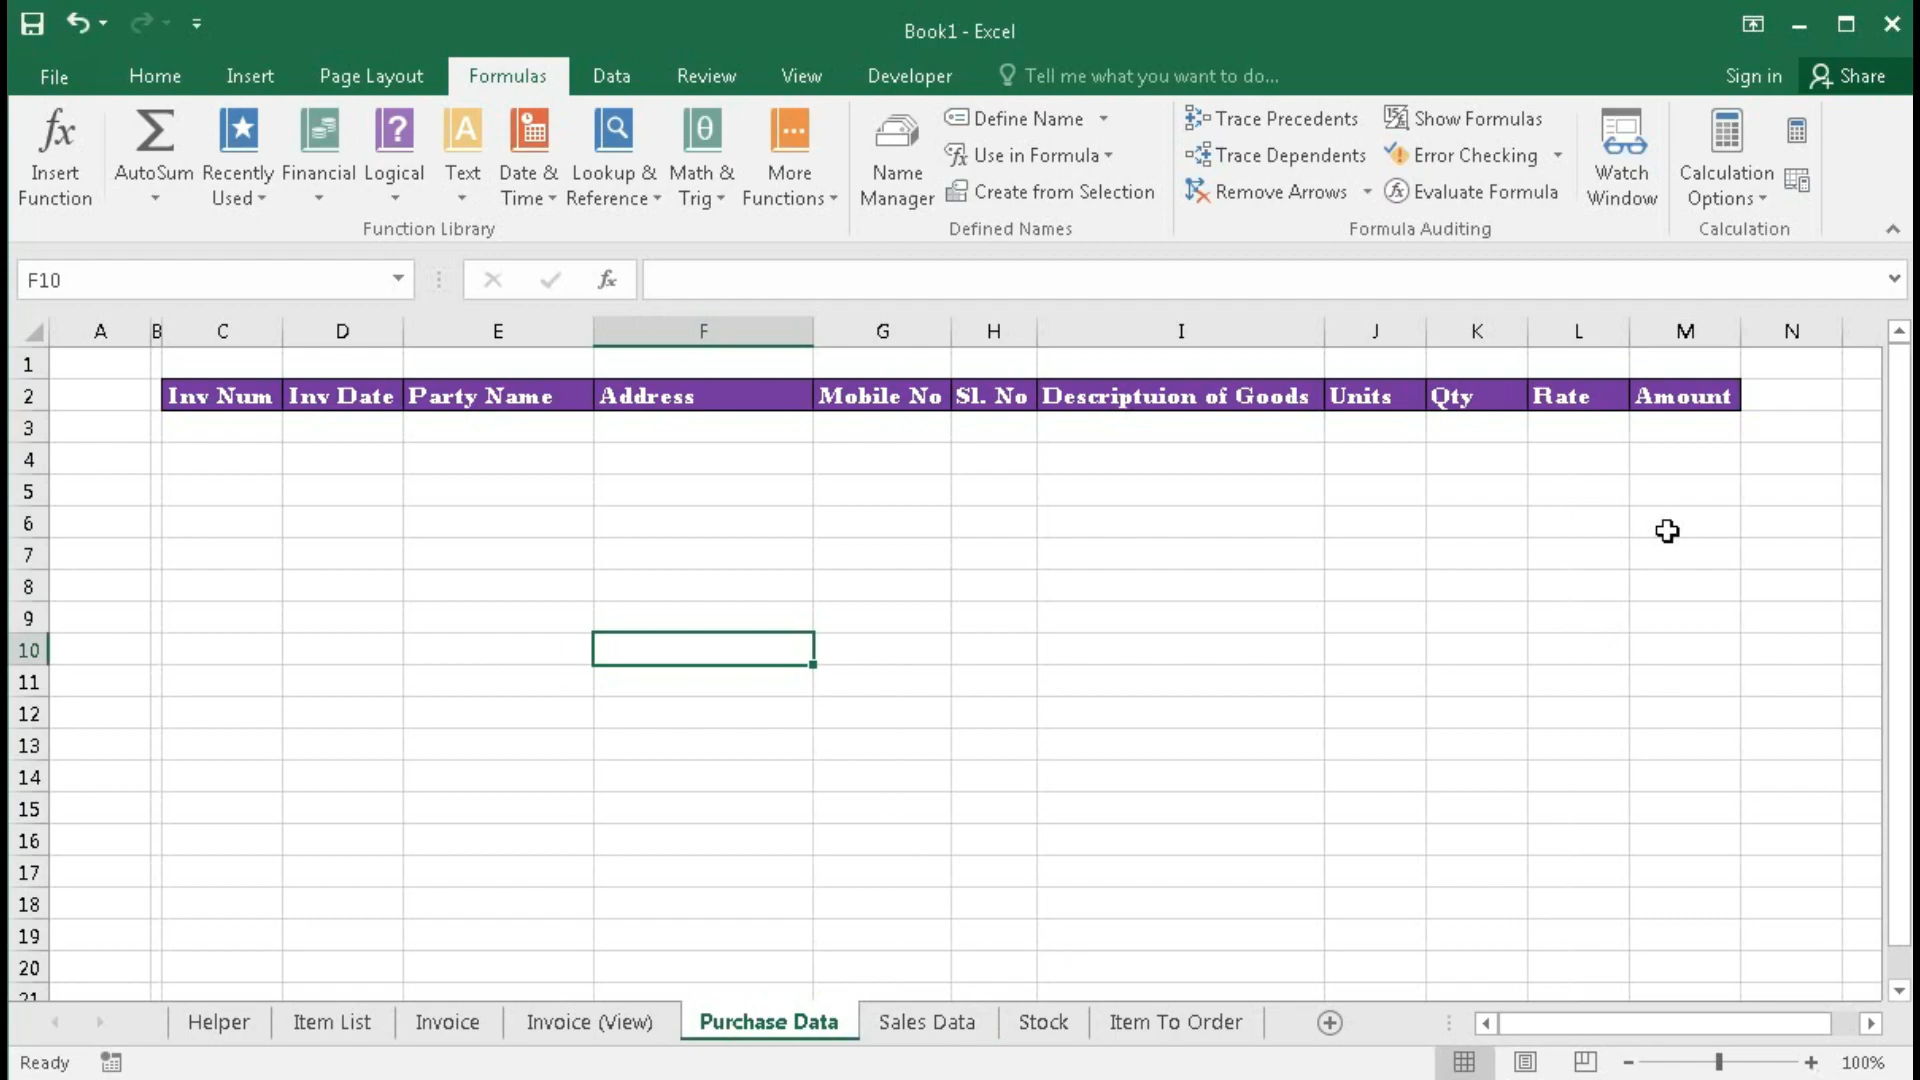 Book1 - Excel
File Home Insert Page Layout Formulas Data Review View Developer Tell me what you want to do... Sign in Share
fx Insert Function
AutoSum
Recently Used
Financial
Logical
Text
Date & Time
Lookup & Reference
Math & Trig
More Functions
Function Library
Name Manager
Define Name
Use in Formula
Create from Selection
Defined Names
Trace Precedents
Trace Dependents
Remove Arrows
Show Formulas
Error Checking
Evaluate Formula
Formula Auditing
Watch Window
Calculation Options
Calculation
F10 fx
A B C D E F G H I J K L M N
1
2 Inv Num Inv Date Party Name Address Mobile No Sl. No Descriptuion of Goods Units Qty Rate Amount
3
4
5
6
7
8
9
10
11
12
13
14
15
16
17
18
19
20
21
Helper Item List Invoice Invoice (View) Purchase Data Sales Data Stock Item To Order
Ready 100%